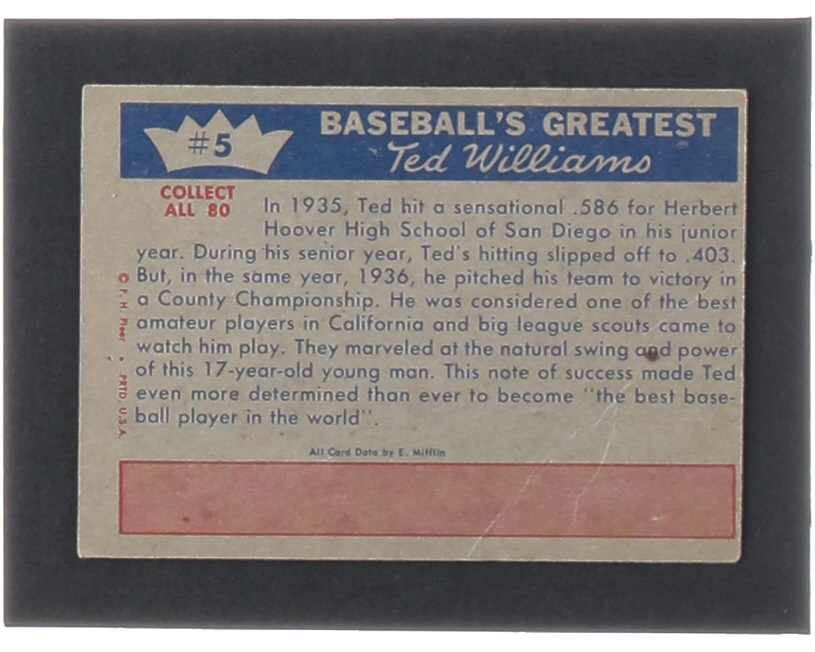 #5
BASEBALL'S GREATEST
Ted Williams
COLLECT
ALL 80
In 1935, Ted hit a sensational .586 for Herbert
Hoover High School of San Diego in his junior
year. During his senior year, Ted's hitting slipped off to .403.
But, in the same year, 1936, he pitched his team to victory in
a County Championship. He was considered one of the best
amateur players in California and big league scouts came to
watch him play. They marveled at the natural swing and power
of this 17-year-old young man. This note of success made Ted
even more determined than ever to become "the best base-
ball player in the world".
© F. H. Fleer • PRTD. U.S.A.
All Card Data by E. Mifflin